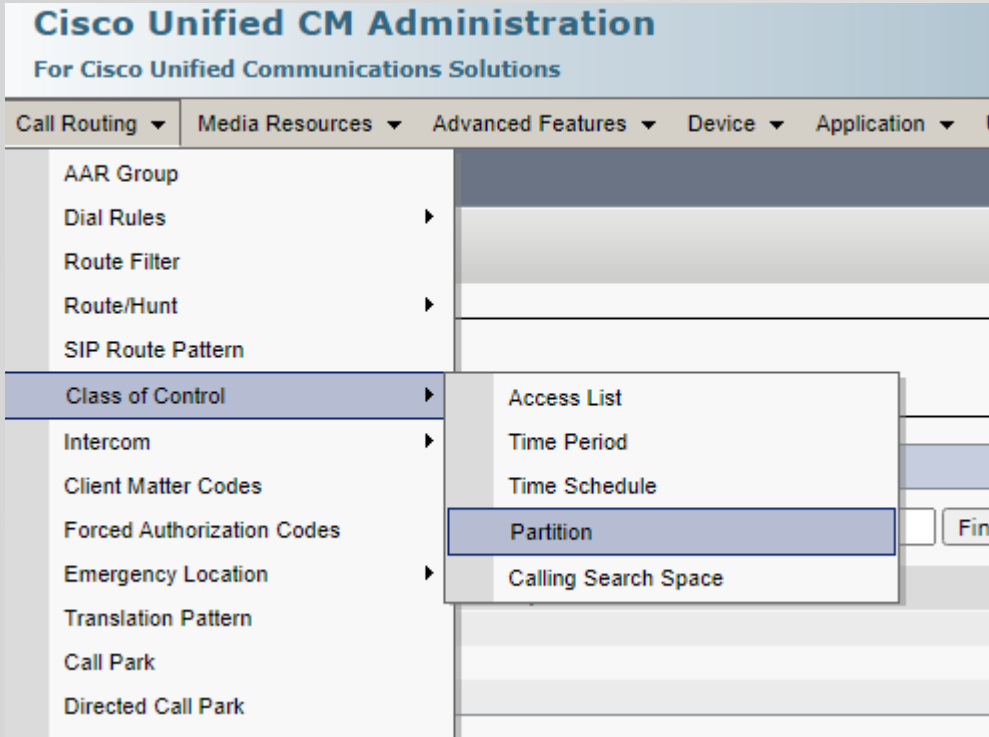 Cisco Unified CM Administration
For Cisco Unified Communications Solutions
Call Routing Media Resources Advanced Features Device Application
AAR Group
Dial Rules
Route Filter
Route/Hunt
SIP Route Pattern
Class of Control
Access List
Intercom
Time Period
Client Matter Codes
Time Schedule
Forced Authorization Codes
Partition
Fin
Emergency Location
Calling Search Space
Translation Pattern
Call Park
Directed Call Park